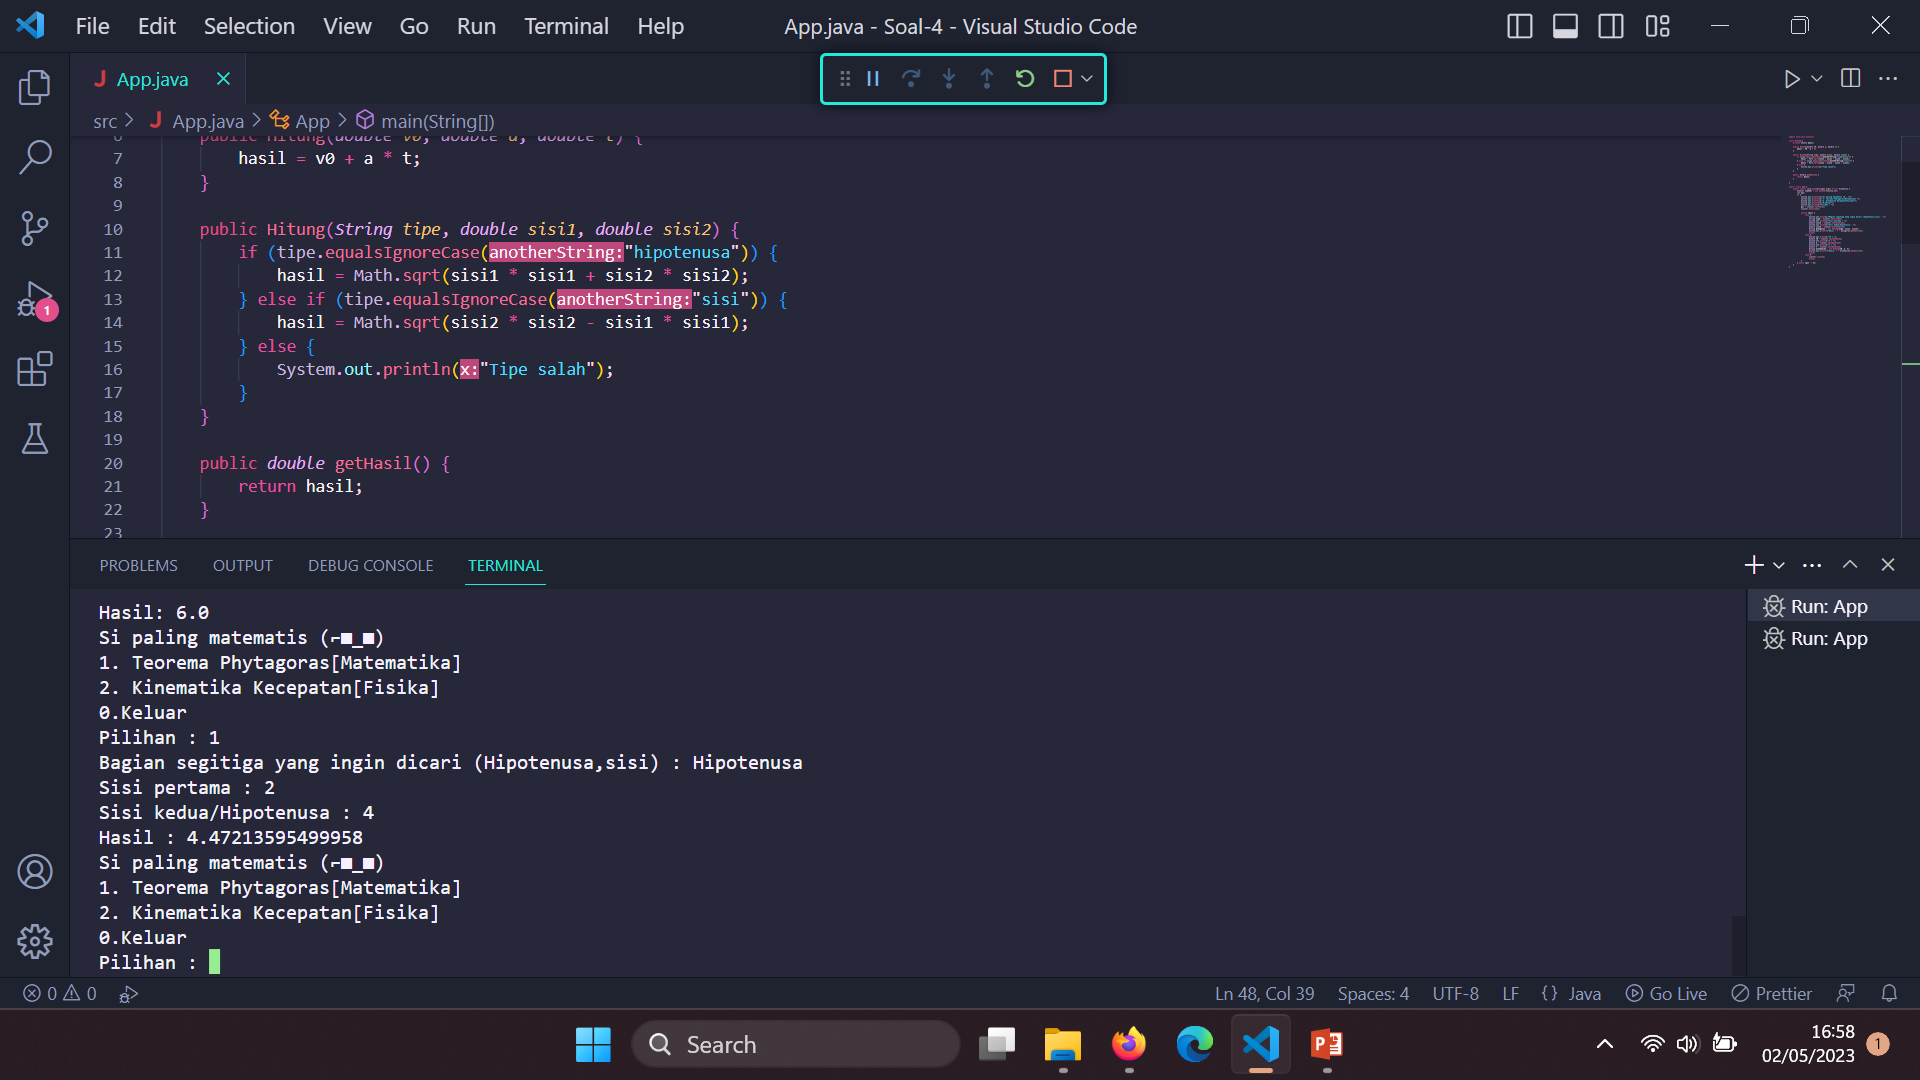 File Edit Selection View Go Run Terminal Help
App.java - Soal-4 - Visual Studio Code
J App.java
src > J App.java > App > main(String[])
6 public Hitung(double v0, double a, double t) {
7 hasil = v0 + a * t;
8 }
9
10 public Hitung(String tipe, double sisi1, double sisi2) {
11 if (tipe.equalsIgnoreCase(anotherString:"hipotenusa")) {
12 hasil = Math.sqrt(sisi1 * sisi1 + sisi2 * sisi2);
13 } else if (tipe.equalsIgnoreCase(anotherString:"sisi")) {
14 hasil = Math.sqrt(sisi2 * sisi2 - sisi1 * sisi1);
15 } else {
16 System.out.println(x:"Tipe salah");
17 }
18 }
19
20 public double getHasil() {
21 return hasil;
22 }
23
1
PROBLEMS OUTPUT DEBUG CONSOLE TERMINAL
Hasil: 6.0
Si paling matematis (⌐■_■)
1. Teorema Phytagoras[Matematika]
2. Kinematika Kecepatan[Fisika]
0.Keluar
Pilihan : 1
Bagian segitiga yang ingin dicari (Hipotenusa,sisi) : Hipotenusa
Sisi pertama : 2
Sisi kedua/Hipotenusa : 4
Hasil : 4.47213595499958
Si paling matematis (⌐■_■)
1. Teorema Phytagoras[Matematika]
2. Kinematika Kecepatan[Fisika]
0.Keluar
Pilihan :
Run: App
Run: App
0 0
Ln 48, Col 39 Spaces: 4 UTF-8 LF {} Java Go Live Prettier
Search
16:58
02/05/2023
1